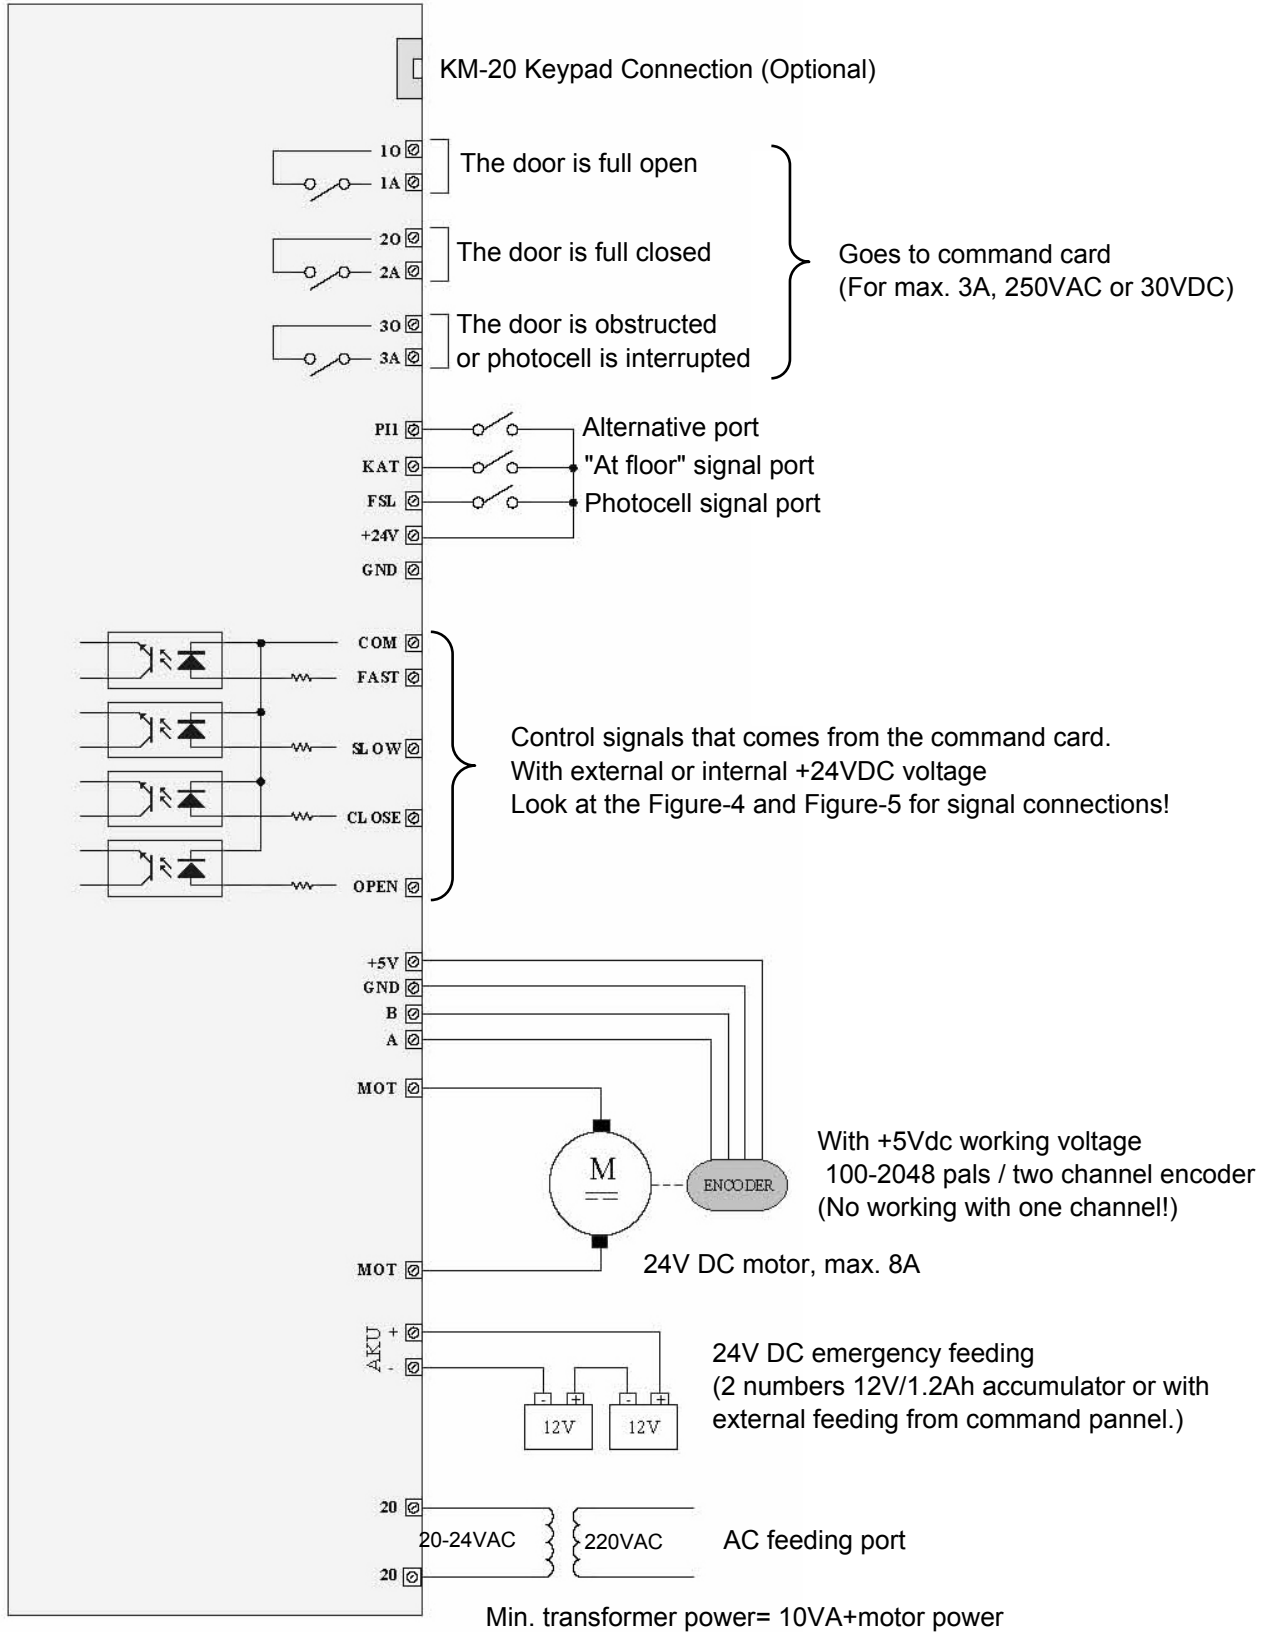 KM-20 Keypad Connection (Optional)
1O
The door is full open
1A
2O
The door is full closed
2A
3O
The door is obstructed
3A
or photocell is interrupted
Goes to command card
(For max. 3A, 250VAC or 30VDC)
PI1
Alternative port
KAT
"At floor" signal port
FSL
Photocell signal port
+24V
GND
COM
FAST
SLOW
CLOSE
OPEN
Control signals that comes from the command card.
With external or internal +24VDC voltage
Look at the Figure-4 and Figure-5 for signal connections!
+5V
GND
B
A
MOT
M
ENCODER
With +5Vdc working voltage
100-2048 pals / two channel encoder
(No working with one channel!)
24V DC motor, max. 8A
MOT
AKU
+
-
- + - +
12V 12V
24V DC emergency feeding
(2 numbers 12V/1.2Ah accumulator or with
external feeding from command pannel.)
20
20-24VAC 220VAC AC feeding port
20
Min. transformer power= 10VA+motor power